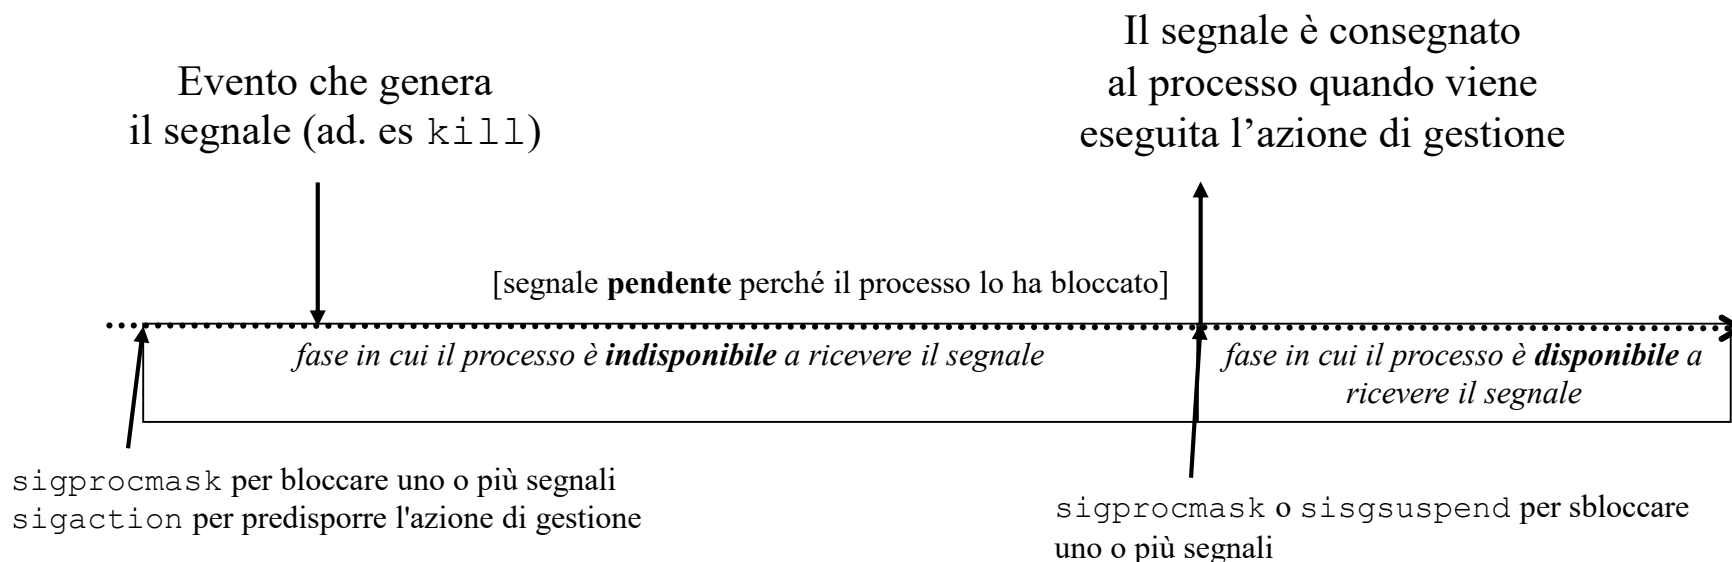 Evento che genera
il segnale (ad. es kill)
Il segnale è consegnato
al processo quando viene
eseguita l’azione di gestione
[segnale pendente perché il processo lo ha bloccato]
fase in cui il processo è indisponibile a ricevere il segnale
fase in cui il processo è disponibile a
ricevere il segnale
sigprocmask per bloccare uno o più segnali
sigaction per predisporre l'azione di gestione
sigprocmask o sisgsuspend per sbloccare
uno o più segnali